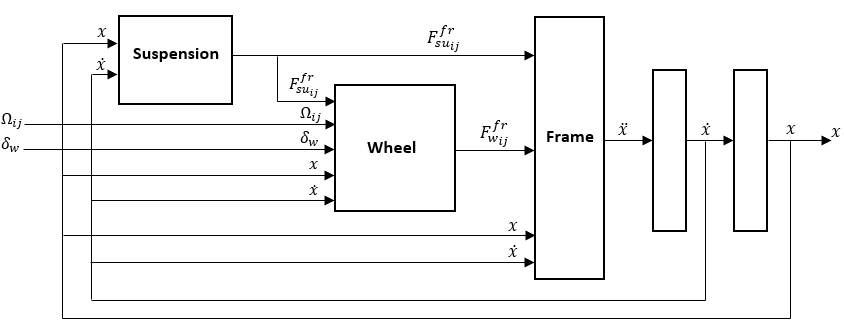 x
Suspension
ẋ
F^{fr}_{su_{ij}}
F^{fr}_{su_{ij}}
Ω_{ij}
Ω_{ij}
δ_w
δ_w
Wheel
x
ẋ
F^{fr}_{w_{ij}}
Frame
ẍ
ẋ
x
x
x
ẋ